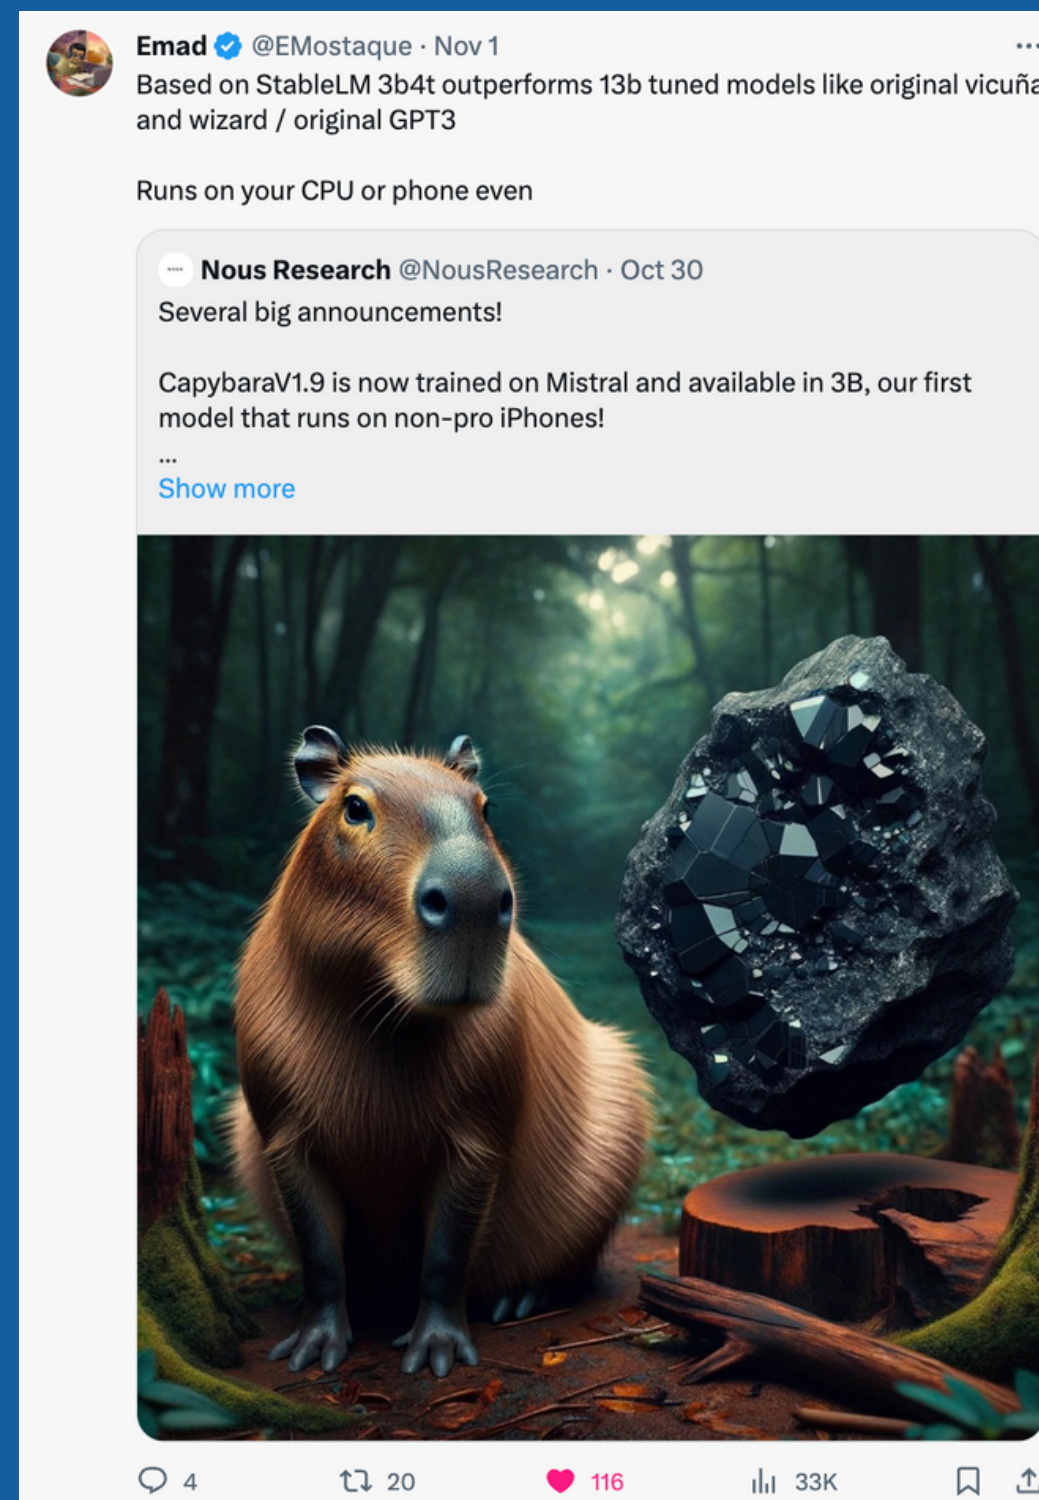 Emad @EMostaque · Nov 1
Based on StableLM 3b4t outperforms 13b tuned models like original vicuña
and wizard / original GPT3
Runs on your CPU or phone even
Nous Research @NousResearch · Oct 30
Several big announcements!
CapybaraV1.9 is now trained on Mistral and available in 3B, our first
model that runs on non-pro iPhones!
...
Show more
4 20 116 33K